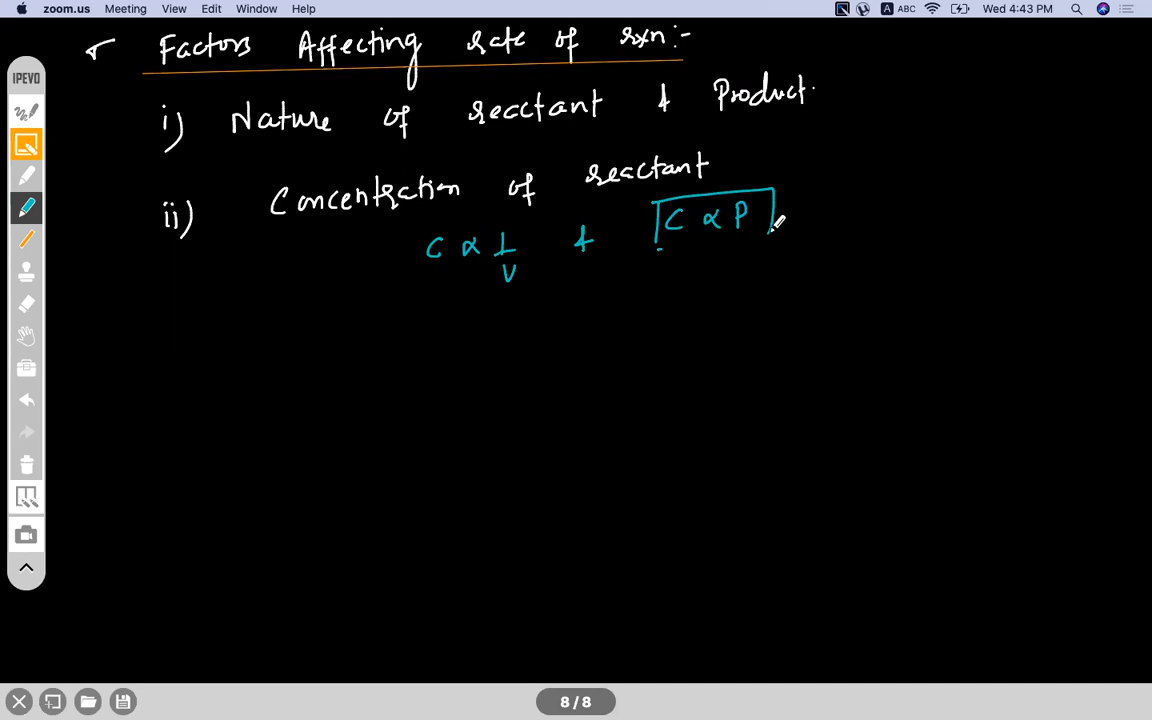 zoom.us Meeting View Edit Window Help ABC Wed 4:43 PM
Factors Affecting rate of rxn:-
IPEVO
i) Nature of reactant & Product.
ii) Concentration of reactant
C ∝ 1/V & C ∝ P
8 / 8